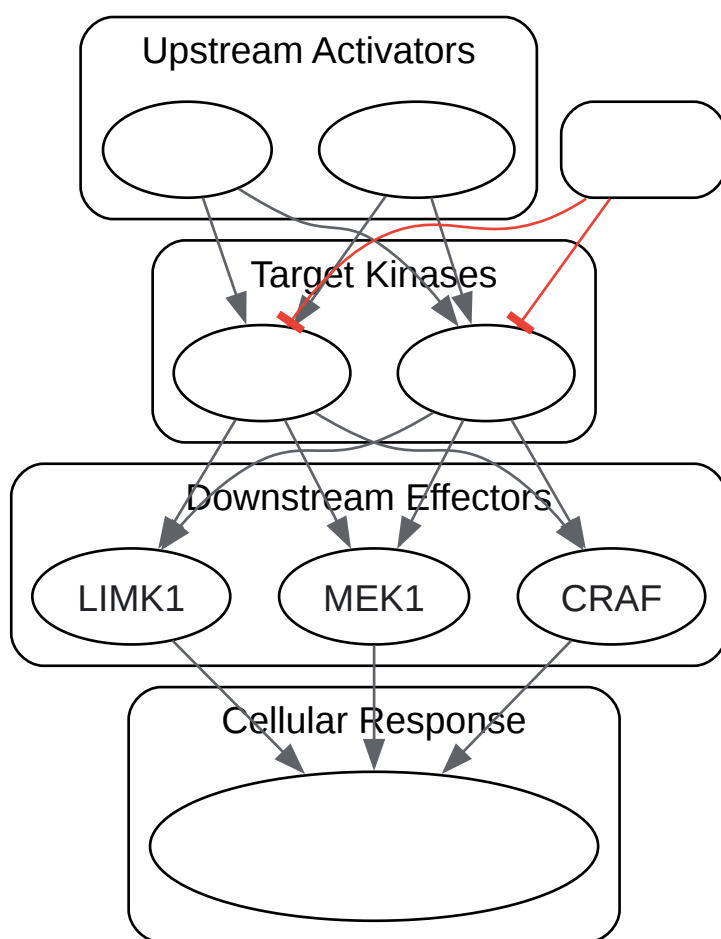 Upstream Activators
Target Kinases
Downstream Effectors
LIMK1
MEK1
CRAF
Cellular Response